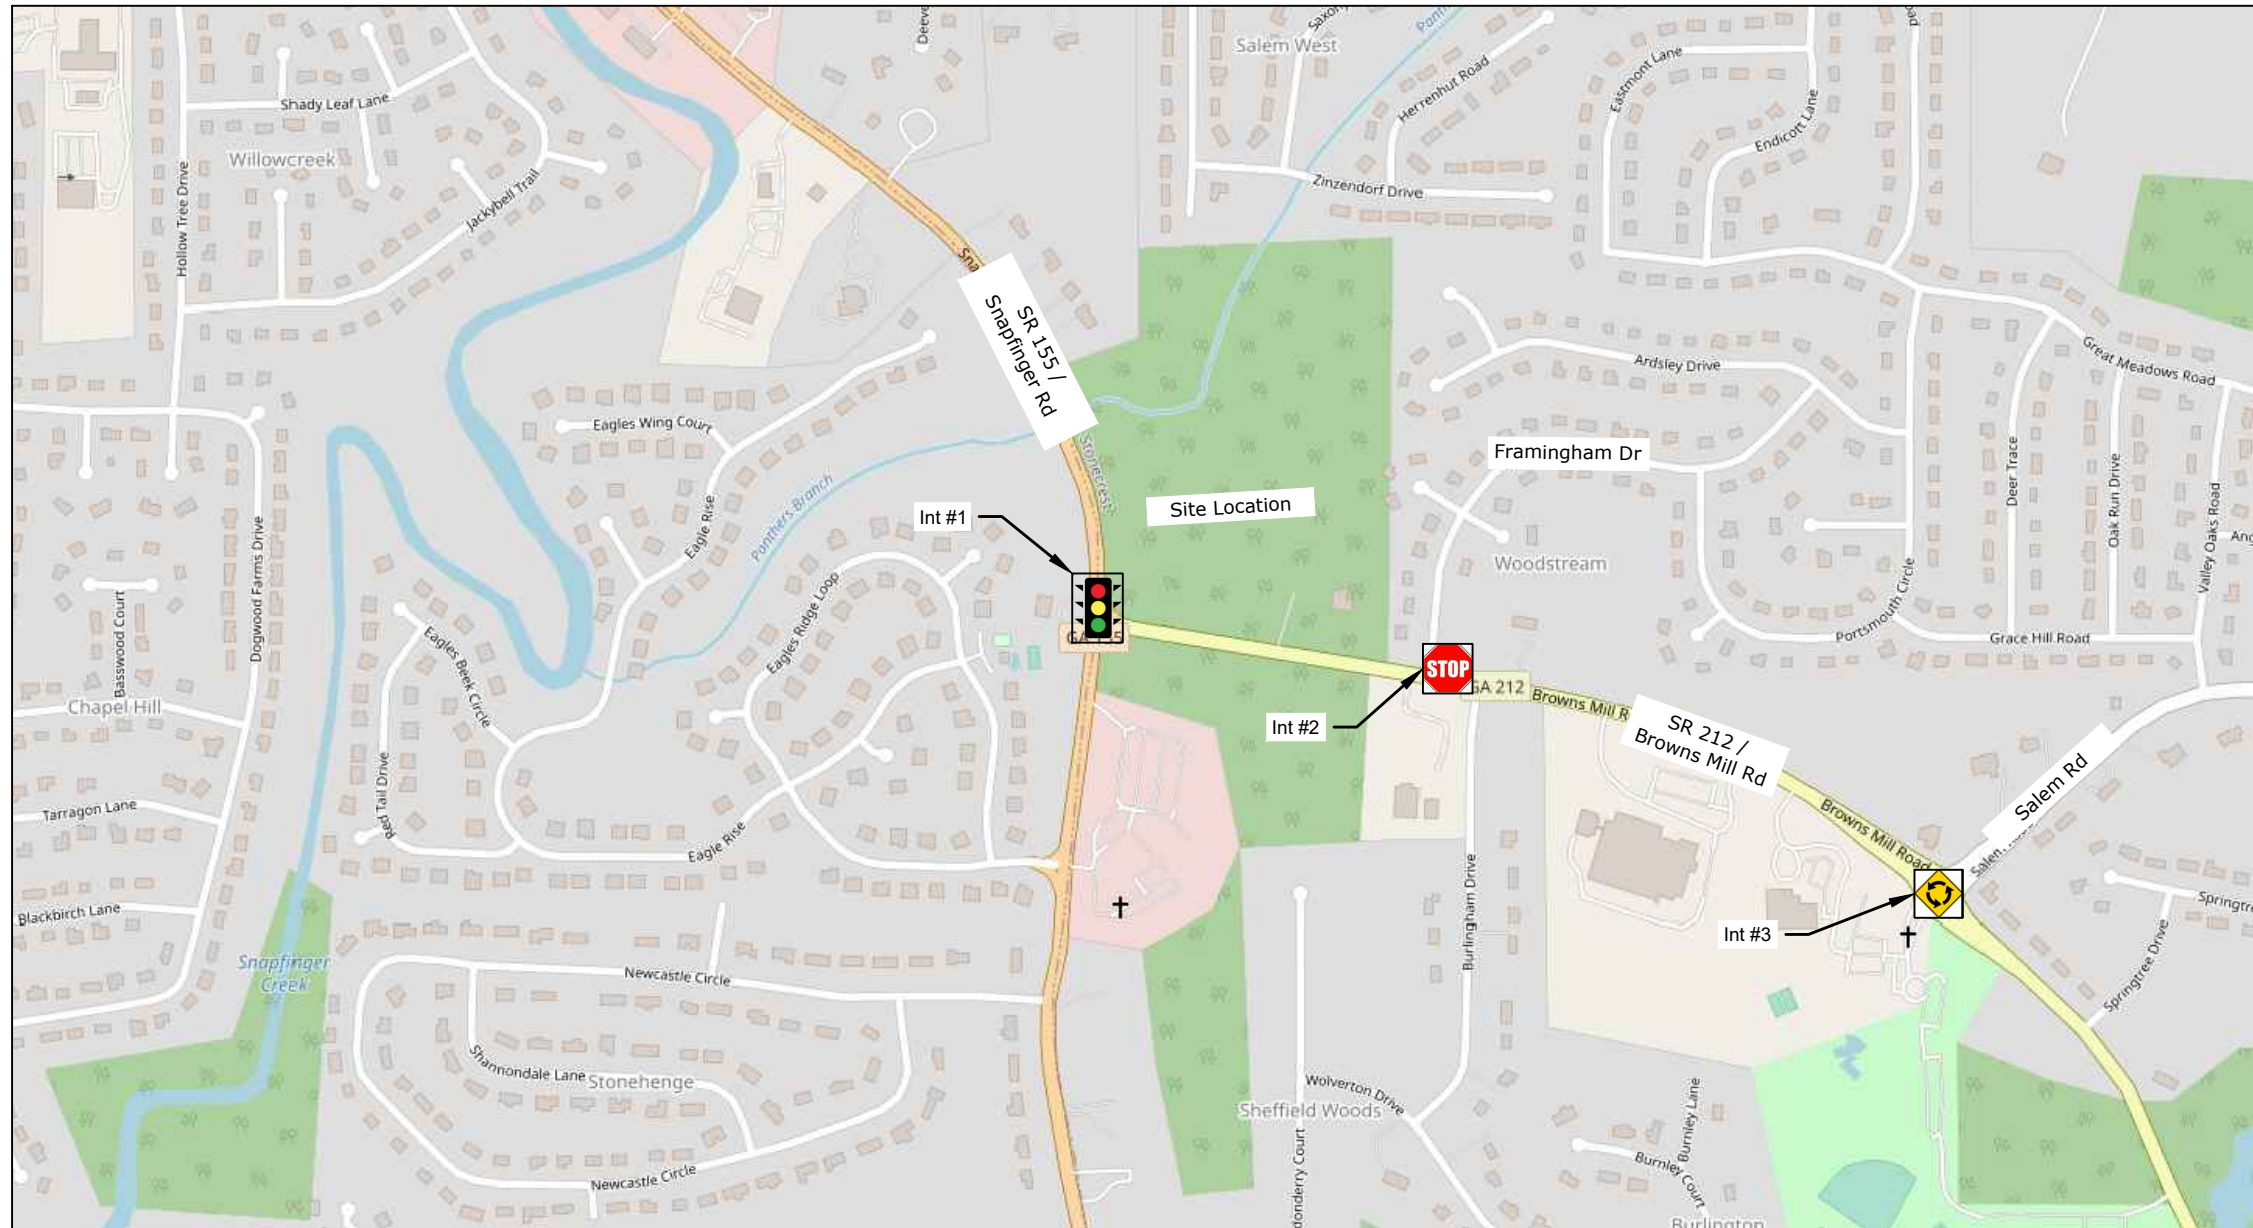 Salem West
Herrenhut Road
Eastmont Lane
Endicott Lane
Shady Leaf Lane
Willowcreek
Jackybell Trail
Hollow Tree Drive
Zinzendorf Drive
SR 155 /
Snapfinger Rd
Stonecrest
Great Meadows Road
Ardsley Drive
Eagles Wing Court
Framingham Dr
Site Location
Int #1
Panthers Branch
Eagle Rise
Deer Trace
Oak Run Drive
Valley Oaks Road
Woodstream
Dogwood Farms Drive
Basswood Court
Eagles Ridge Loop
Eagles Beek Circle
Portsmouth Circle
Grace Hill Road
STOP
GA 212
Browns Mill R
Int #2
SR 212 /
Browns Mill Rd
Salem Rd
Chapel Hill
Tarragon Lane
Red Tail Drive
Eagle Rise
Browns Mill Road
Blackbirch Lane
Burlingham Drive
Int #3
Springtre
Springtree Drive
Snapfinger
Creek
Newcastle Circle
Shannondale Lane
Stonehenge
Newcastle Circle
Wolverton Drive
Sheffield Woods
donderry Court
Burnley Lane
Burnley Court
Burlington